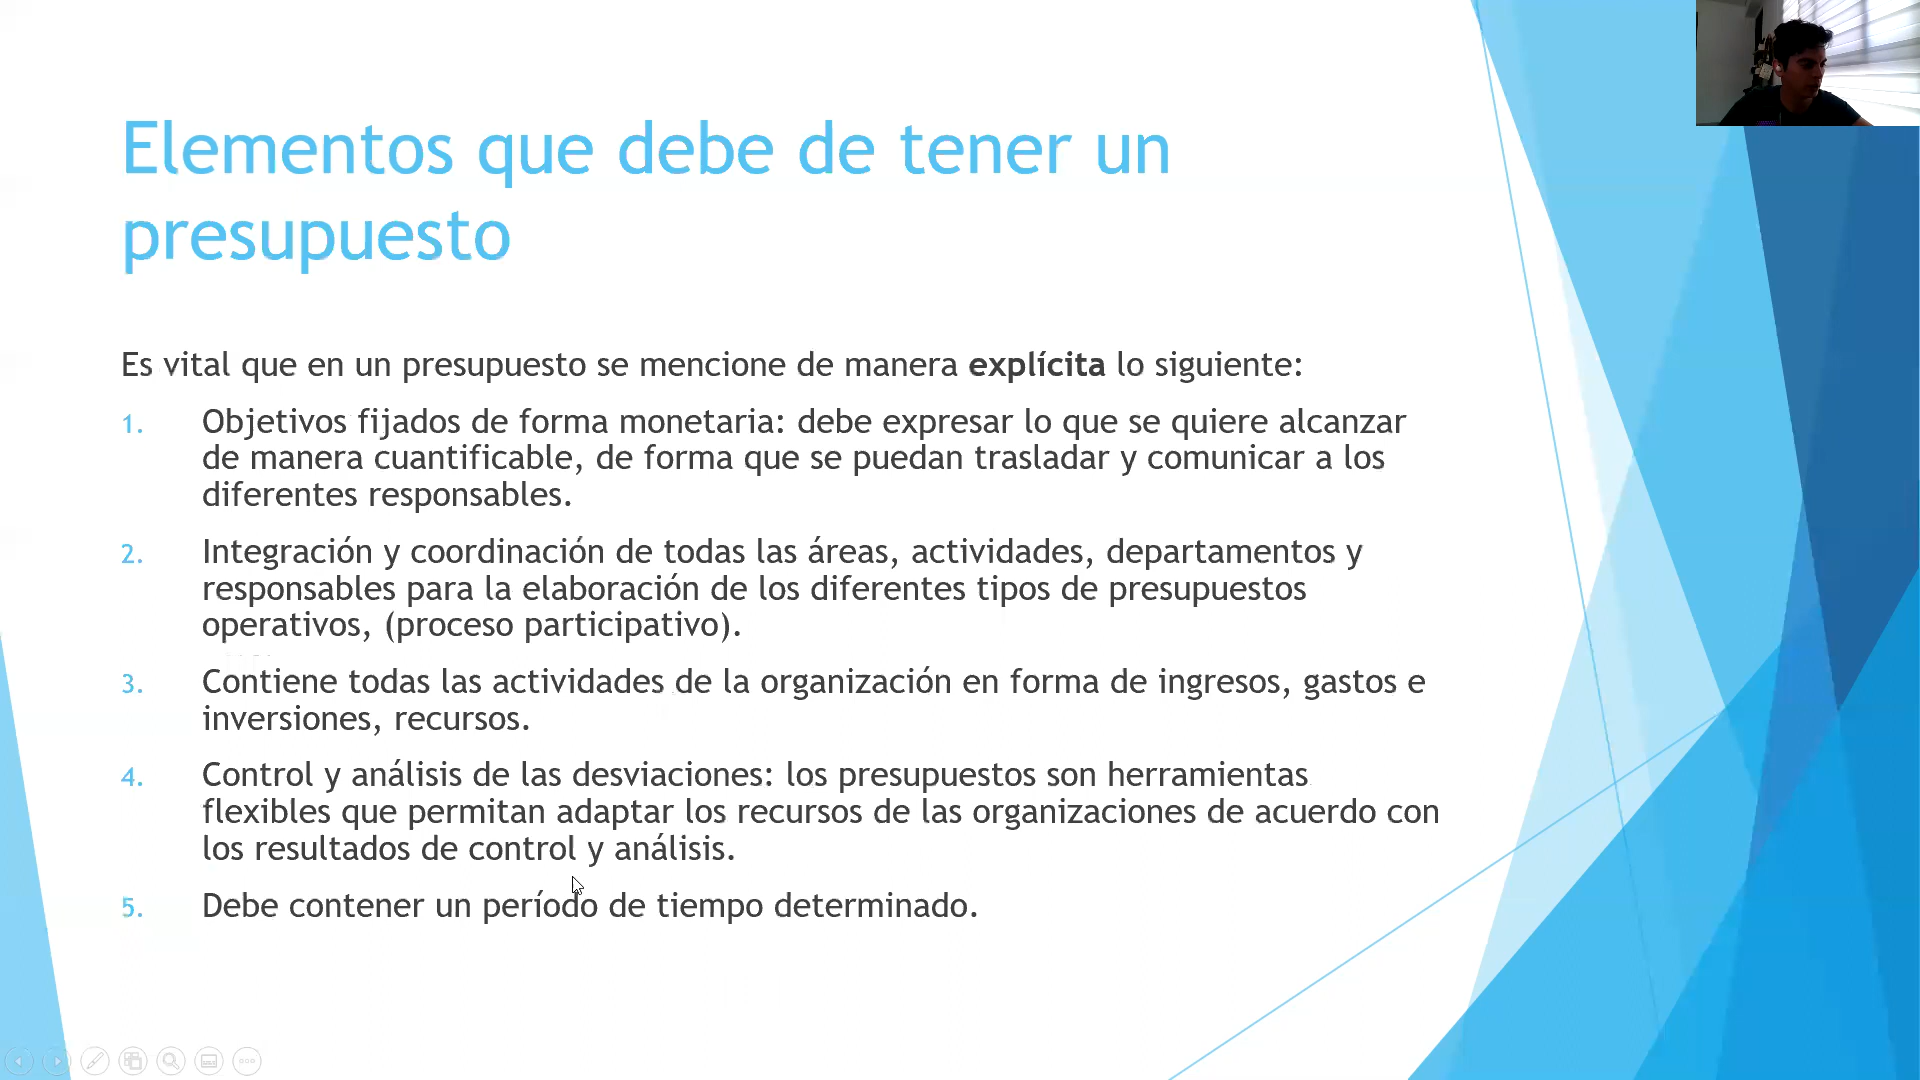 Elementos que debe de tener un
presupuesto
Es vital que en un presupuesto se mencione de manera explícita lo siguiente:
1. Objetivos fijados de forma monetaria: debe expresar lo que se quiere alcanzar
de manera cuantificable, de forma que se puedan trasladar y comunicar a los
diferentes responsables.
2. Integración y coordinación de todas las áreas, actividades, departamentos y
responsables para la elaboración de los diferentes tipos de presupuestos
operativos, (proceso participativo).
3. Contiene todas las actividades de la organización en forma de ingresos, gastos e
inversiones, recursos.
4. Control y análisis de las desviaciones: los presupuestos son herramientas
flexibles que permitan adaptar los recursos de las organizaciones de acuerdo con
los resultados de control y análisis.
5. Debe contener un período de tiempo determinado.